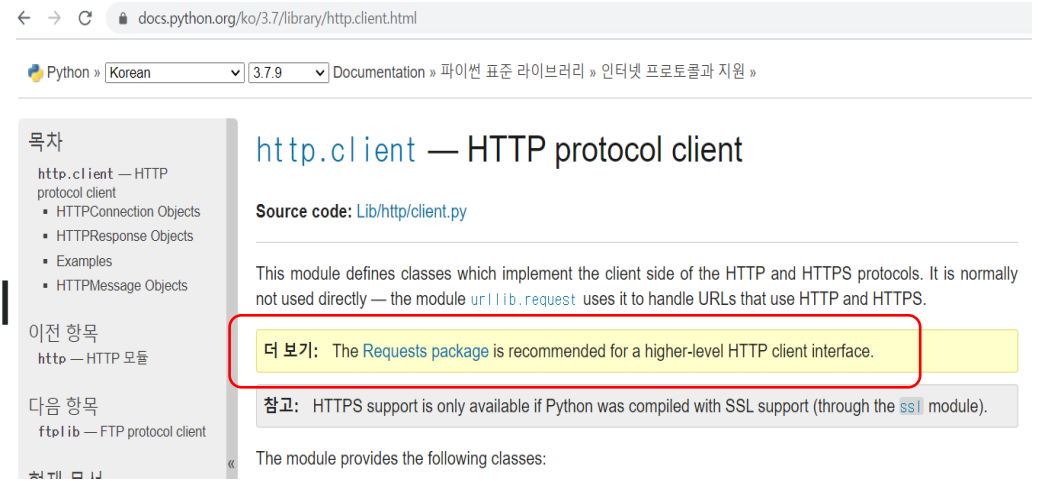 docs.python.org/ko/3.7/library/http.client.html
Python » Korean 3.7.9 Documentation » 파이썬 표준 라이브러리 » 인터넷 프로토콜과 지원 »
목차
http.client — HTTP
protocol client
▪ HTTPConnection Objects
▪ HTTPResponse Objects
▪ Examples
▪ HTTPMessage Objects
이전 항목
http — HTTP 모듈
다음 항목
ftplib — FTP protocol client
«
http.client — HTTP protocol client
Source code: Lib/http/client.py
This module defines classes which implement the client side of the HTTP and HTTPS protocols. It is normally
not used directly — the module urllib.request uses it to handle URLs that use HTTP and HTTPS.
더 보기: The Requests package is recommended for a higher-level HTTP client interface.
참고: HTTPS support is only available if Python was compiled with SSL support (through the ssl module).
The module provides the following classes: